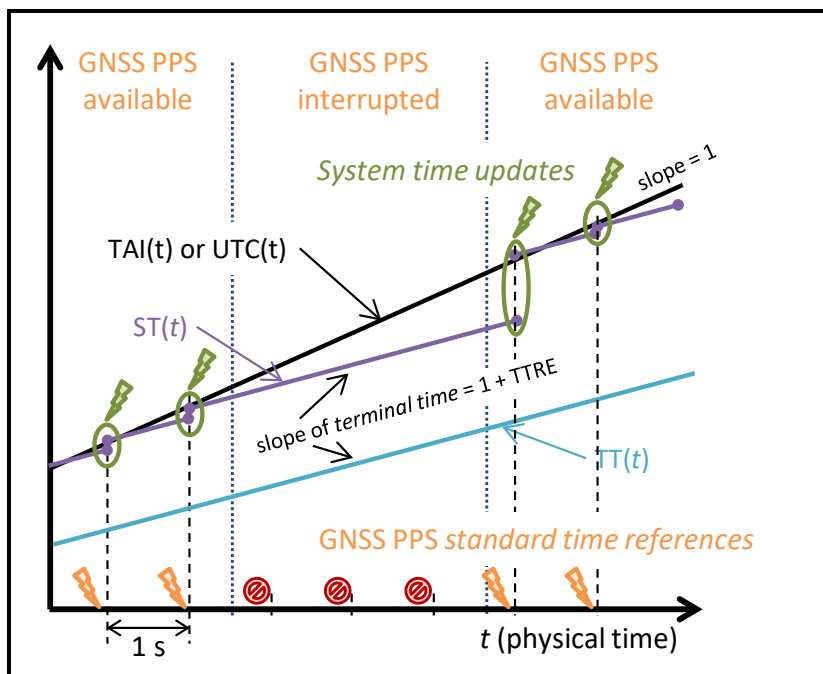 GNSS PPS
available
GNSS PPS
interrupted
GNSS PPS
available
System time updates
slope = 1
TAI(t) or UTC(t)
ST(t)
slope of terminal time = 1 + TTRE
TT(t)
GNSS PPS standard time references
1 s
t (physical time)